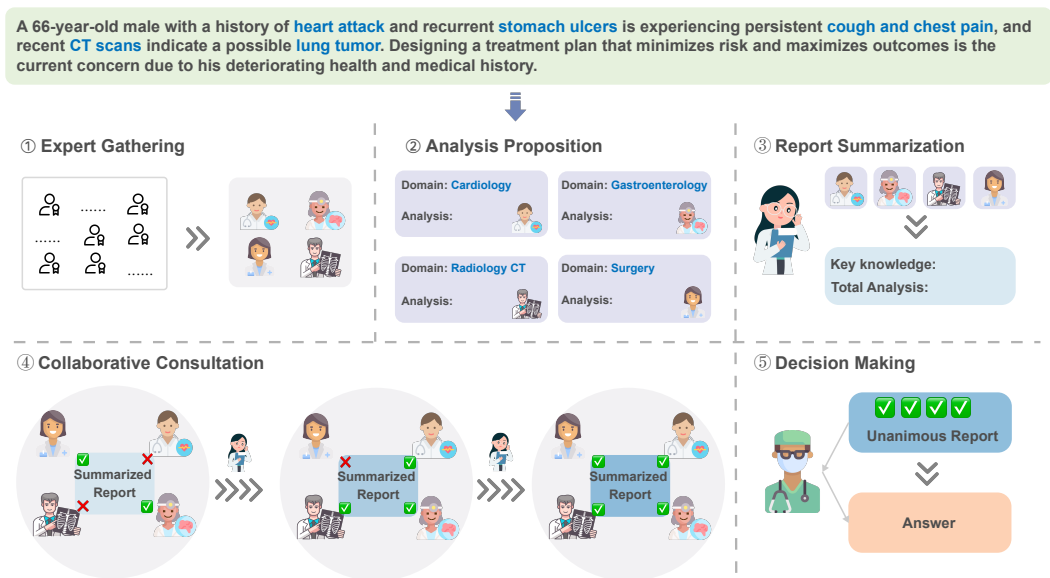 A 66-year-old male with a history of heart attack and recurrent stomach ulcers is experiencing persistent cough and chest pain, and
recent CT scans indicate a possible lung tumor. Designing a treatment plan that minimizes risk and maximizes outcomes is the
current concern due to his deteriorating health and medical history.
① Expert Gathering
......
......
......
② Analysis Proposition
Domain: Cardiology
Analysis:
Domain: Gastroenterology
Analysis:
Domain: Radiology CT
Analysis:
Domain: Surgery
Analysis:
③ Report Summarization
Key knowledge:
Total Analysis:
④ Collaborative Consultation
Summarized
Report
Summarized
Report
Summarized
Report
⑤ Decision Making
Unanimous Report
Answer